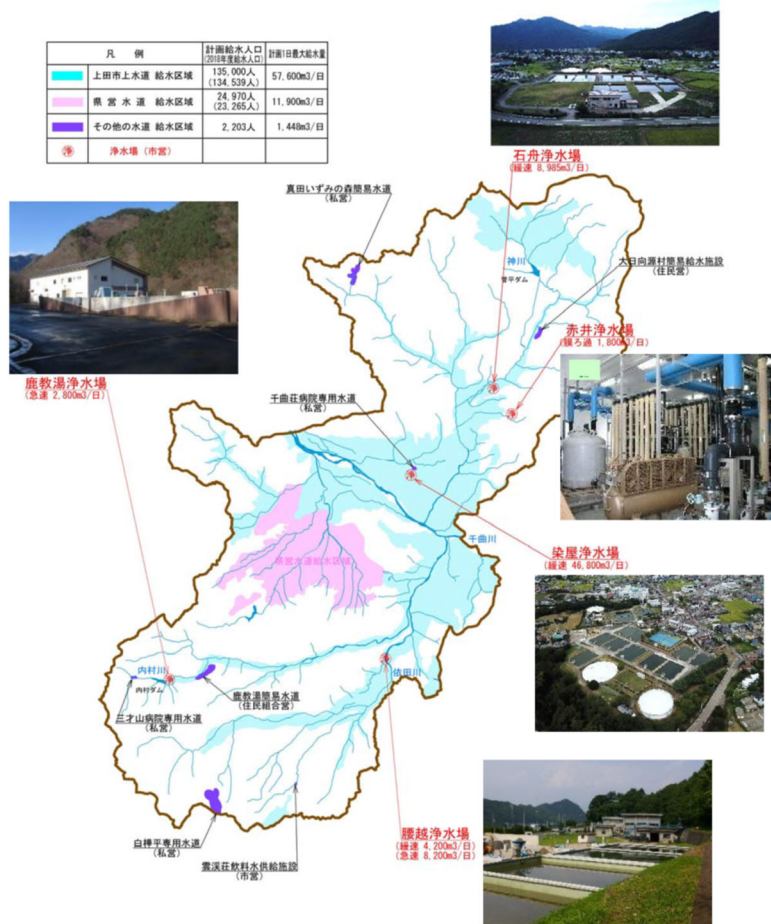 凡 例
計画給水人口
(2018年度給水人口)
計画1日最大給水量
上田市上水道 給水区域
135,000人
(134,539人)
57,600m3/日
県 営 水 道 給水区域
24,970人
(23,265人)
11,900m3/日
その他の水道 給水区域
2,203人
1,448m3/日
浄
浄水場(市営)
石舟浄水場
(緩速 8,985m3/日)
真田いずみの森簡易水道
(私営)
神川
菅平ダム
大日向源村簡易給水施設
(住民営)
赤井浄水場
(膜ろ過 1,800m3/日)
鹿教湯浄水場
(急速 2,800m3/日)
浄
浄
千曲荘病院専用水道
(私営)
浄
千曲川
染屋浄水場
(緩速 46,800m3/日)
県営水道給水区域
内村川
浄
内村ダム
浄
依田川
鹿教湯簡易水道
(住民組合営)
三才山病院専用水道
(私営)
腰越浄水場
(緩速 4,200m3/日)
(急速 8,200m3/日)
白樺平専用水道
(私営)
雲渓荘飲料水供給施設
(市営)